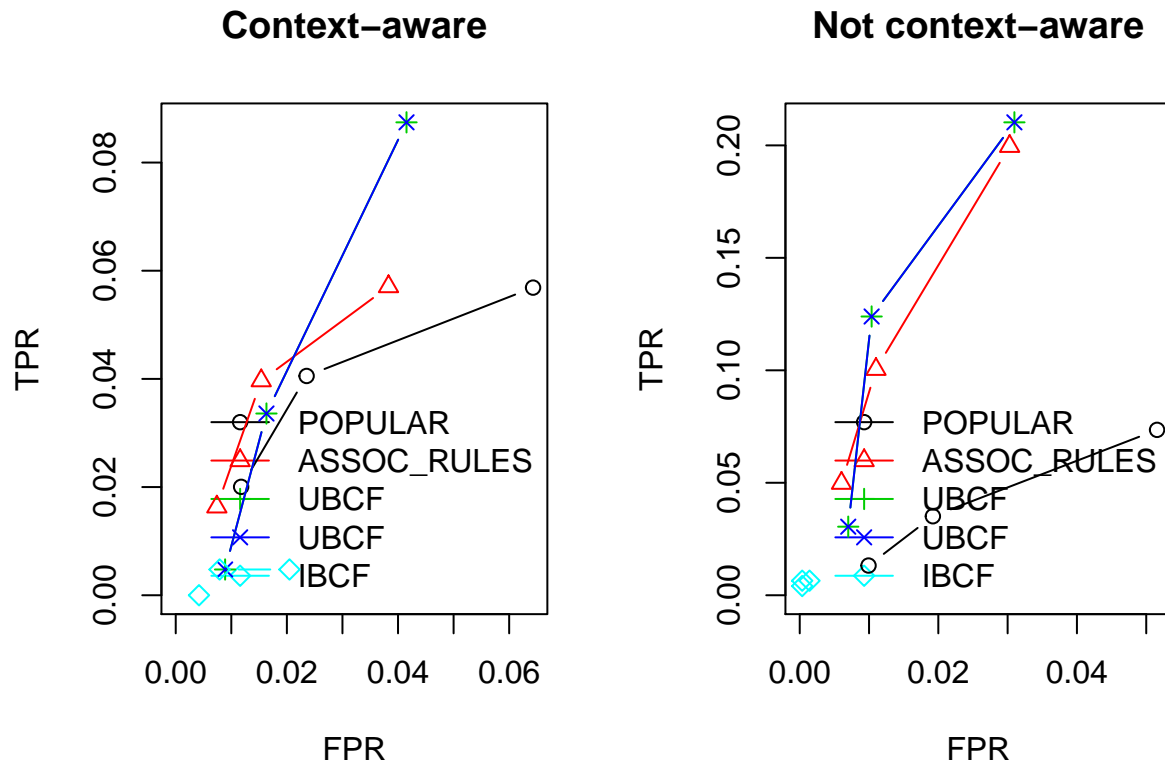 Context−aware
TPR
0.08
0.06
0.04
0.02
0.00
POPULAR
ASSOC_RULES
UBCF
UBCF
IBCF
0.00
0.02
0.04
0.06
FPR
Not context−aware
TPR
0.20
0.15
0.10
0.05
0.00
POPULAR
ASSOC_RULES
UBCF
UBCF
IBCF
0.00
0.02
0.04
FPR